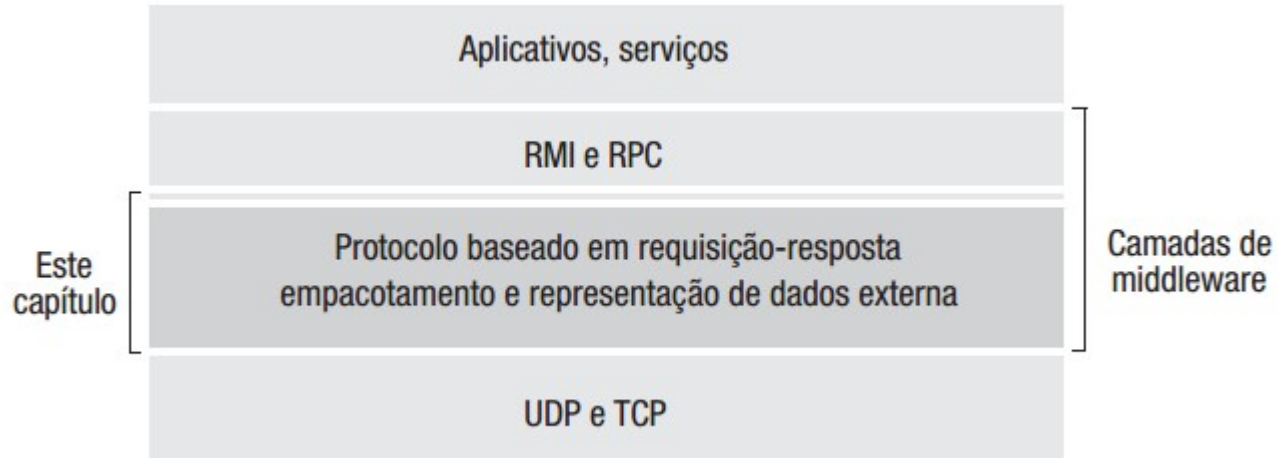 Aplicativos, serviços
RMI e RPC
Este
capítulo
Protocolo baseado em requisição-resposta
empacotamento e representação de dados externa
Camadas de
middleware
UDP e TCP